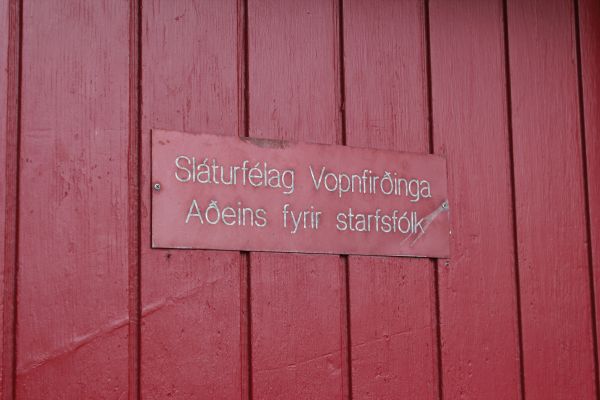 Sláturfélag Vopnfirðinga
Aðeins fyrir starfsfólk